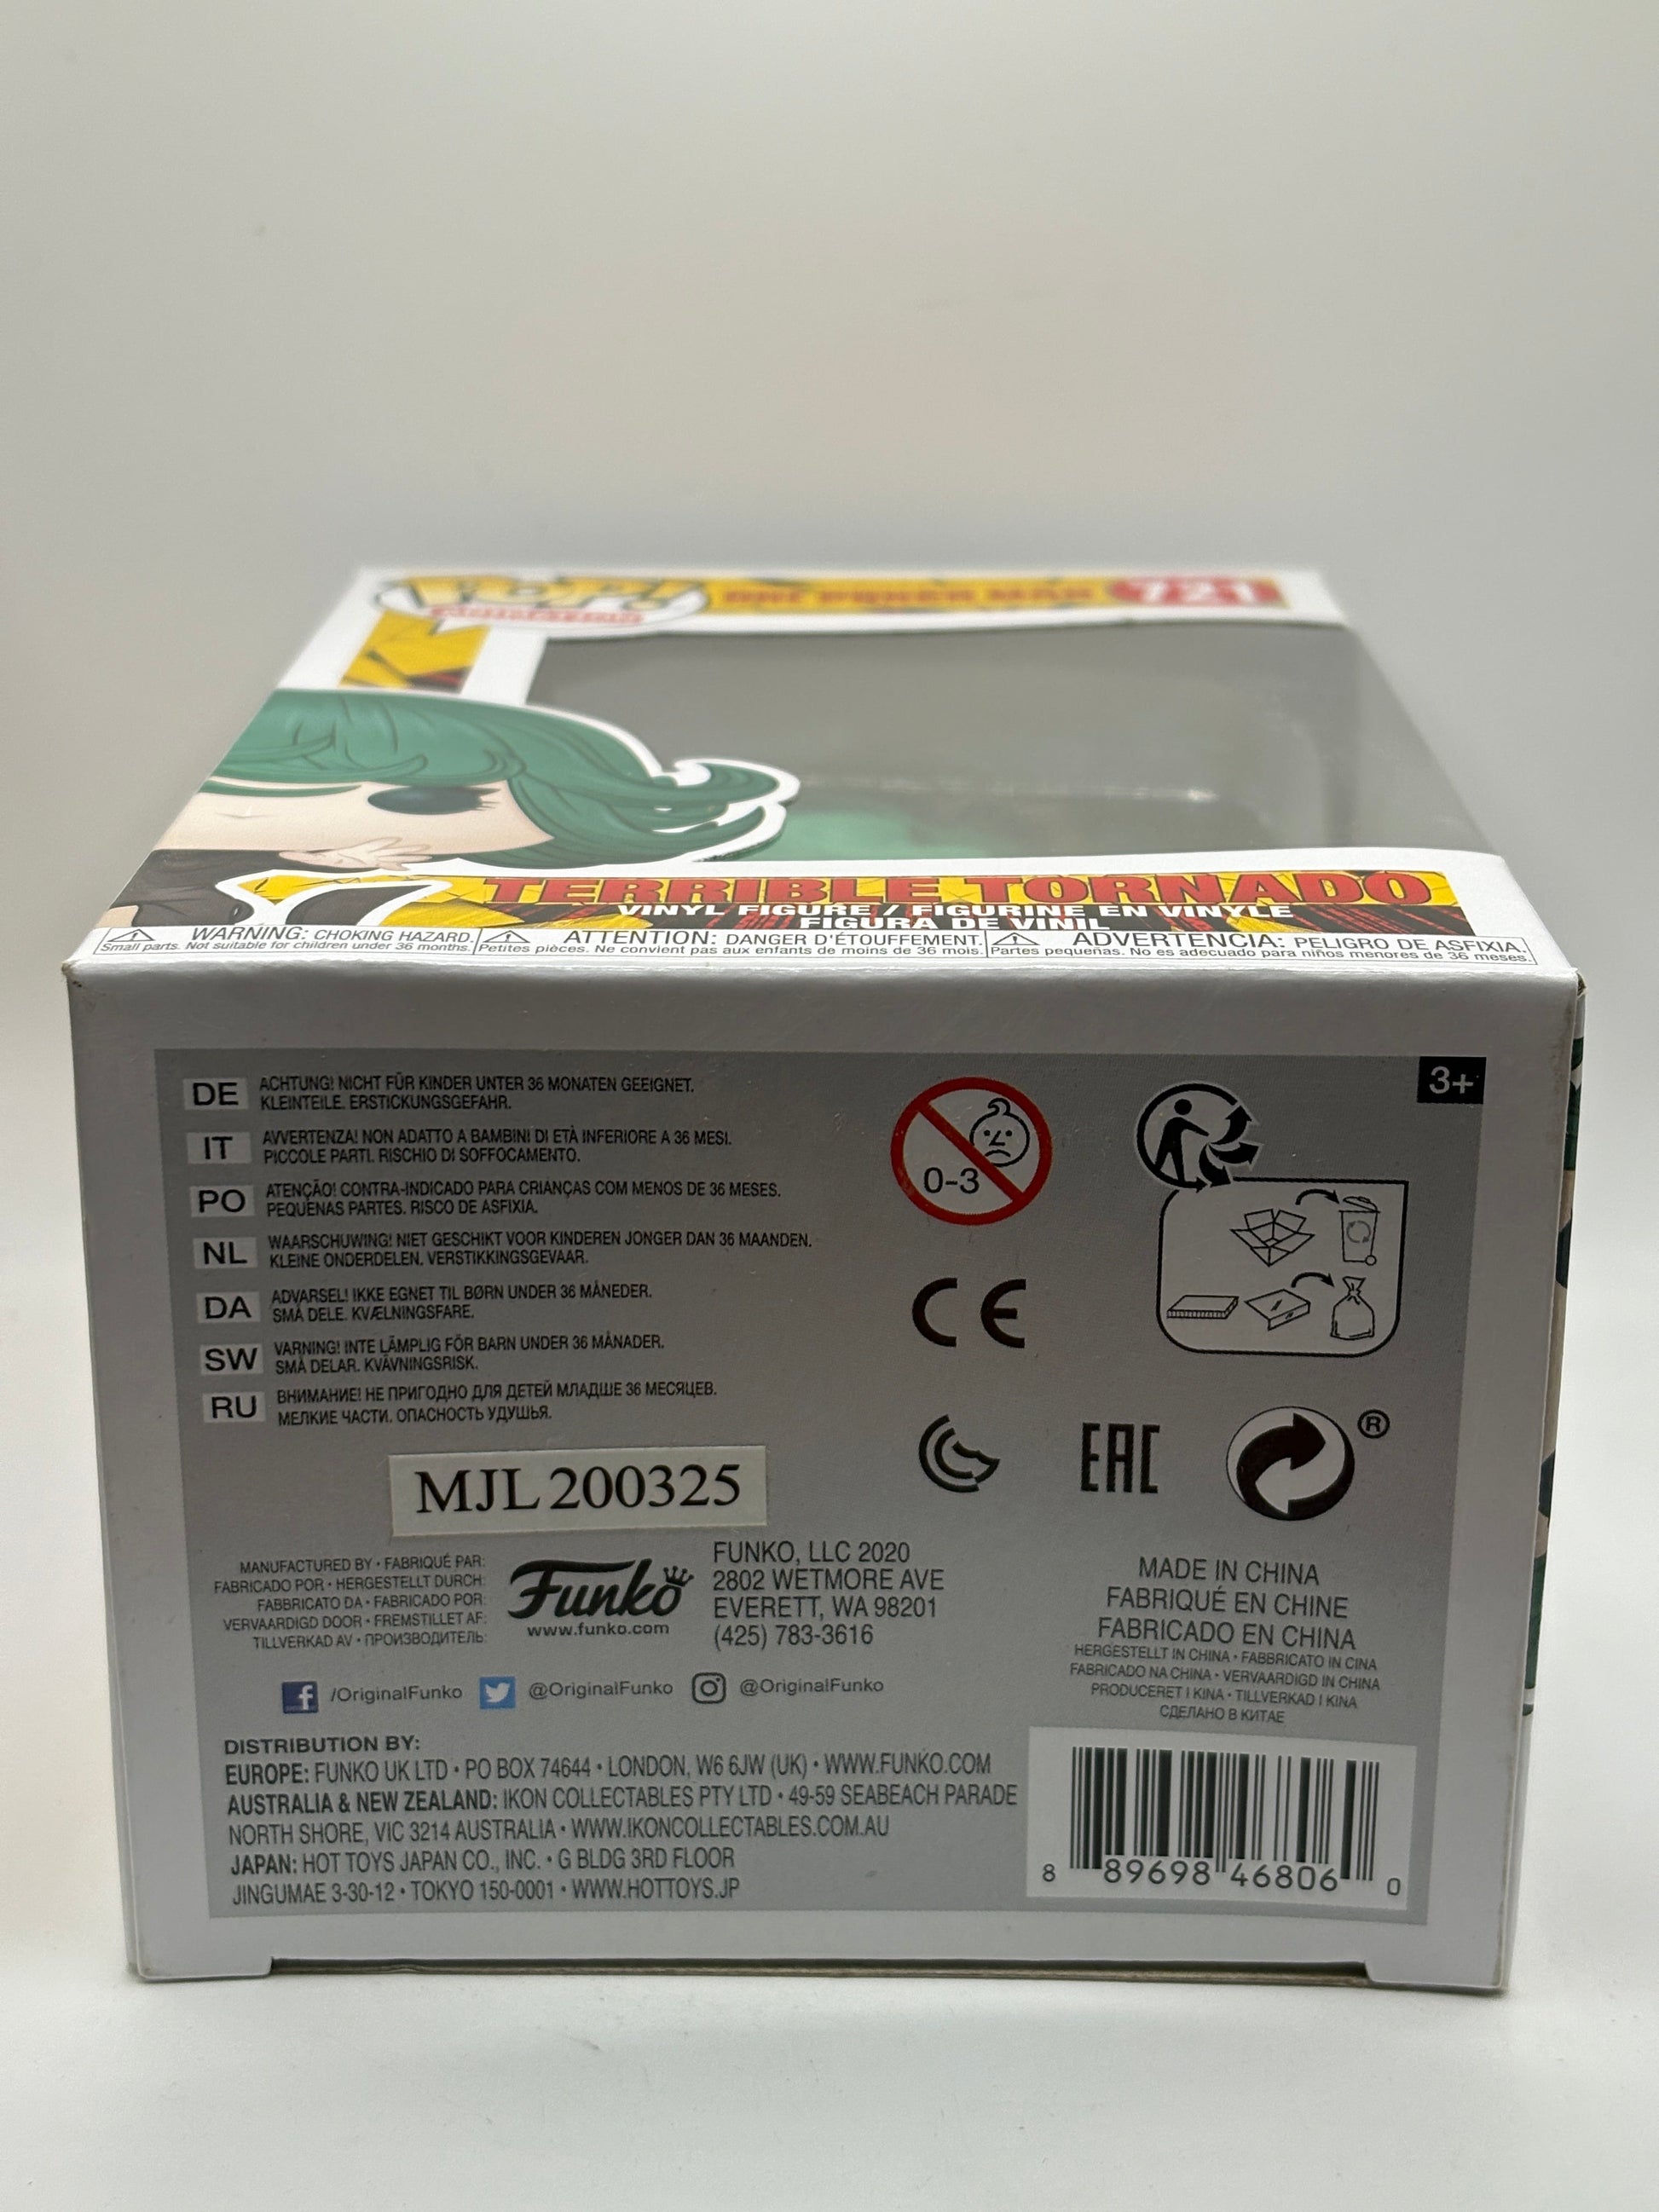 POP!
ANIMATION
ONE PUNCH MAN
721
TERRIBLE TORNADO
VINYL FIGURE / FIGURINE EN VINYLE
FIGURA DE VINIL
WARNING: CHOKING HAZARD.
Small parts. Not suitable for children under 36 months.
ATTENTION: DANGER D'ÉTOUFFEMENT.
Petites pièces. Ne convient pas aux enfants de moins de 36 mois.
ADVERTENCIA: PELIGRO DE ASFIXIA.
Partes pequeñas. No es adecuado para niños menores de 36 meses.
3+
DE ACHTUNG! NICHT FÜR KINDER UNTER 36 MONATEN GEEIGNET.
KLEINTEILE. ERSTICKUNGSGEFAHR.
IT AVVERTENZA! NON ADATTO A BAMBINI DI ETÀ INFERIORE A 36 MESI.
PICCOLE PARTI. RISCHIO DI SOFFOCAMENTO.
PO ATENÇÃO! CONTRA-INDICADO PARA CRIANÇAS COM MENOS DE 36 MESES.
PEQUENAS PARTES. RISCO DE ASFIXIA.
NL WAARSCHUWING! NIET GESCHIKT VOOR KINDEREN JONGER DAN 36 MAANDEN.
KLEINE ONDERDELEN. VERSTIKKINGSGEVAAR.
DA ADVARSEL! IKKE EGNET TIL BØRN UNDER 36 MÅNEDER.
SMÅ DELE. KVÆLNINGSFARE.
SW VARNING! INTE LÄMPLIG FÖR BARN UNDER 36 MÅNADER.
SMÅ DELAR. KVÄVNINGSRISK.
RU ВНИМАНИЕ! НЕ ПРИГОДНО ДЛЯ ДЕТЕЙ МЛАДШЕ 36 МЕСЯЦЕВ.
МЕЛКИЕ ЧАСТИ. ОПАСНОСТЬ УДУШЬЯ.
0-3
CE
EAC
®
MJL 200325
MANUFACTURED BY • FABRIQUÉ PAR:
FABRICADO POR • HERGESTELLT DURCH:
FABBRICATO DA • FABRICADO POR:
VERVAARDIGD DOOR • FREMSTILLET AF:
TILLVERKAD AV • ПРОИЗВОДИТЕЛЬ:
Funko
www.funko.com
FUNKO, LLC 2020
2802 WETMORE AVE
EVERETT, WA 98201
(425) 783-3616
MADE IN CHINA
FABRIQUÉ EN CHINE
FABRICADO EN CHINA
HERGESTELLT IN CHINA • FABBRICATO IN CINA
FABRICADO NA CHINA • VERVAARDIGD IN CHINA
PRODUCERET I KINA • TILLVERKAD I KINA
СДЕЛАНО В КИТАЕ
f /OriginalFunko @OriginalFunko @OriginalFunko
DISTRIBUTION BY:
EUROPE: FUNKO UK LTD • PO BOX 74644 • LONDON, W6 6JW (UK) • WWW.FUNKO.COM
AUSTRALIA & NEW ZEALAND: IKON COLLECTABLES PTY LTD • 49-59 SEABEACH PARADE
NORTH SHORE, VIC 3214 AUSTRALIA • WWW.IKONCOLLECTABLES.COM.AU
JAPAN: HOT TOYS JAPAN CO., INC. • G BLDG 3RD FLOOR
JINGUMAE 3-30-12 • TOKYO 150-0001 • WWW.HOTTOYS.JP
8 89698 46806 0